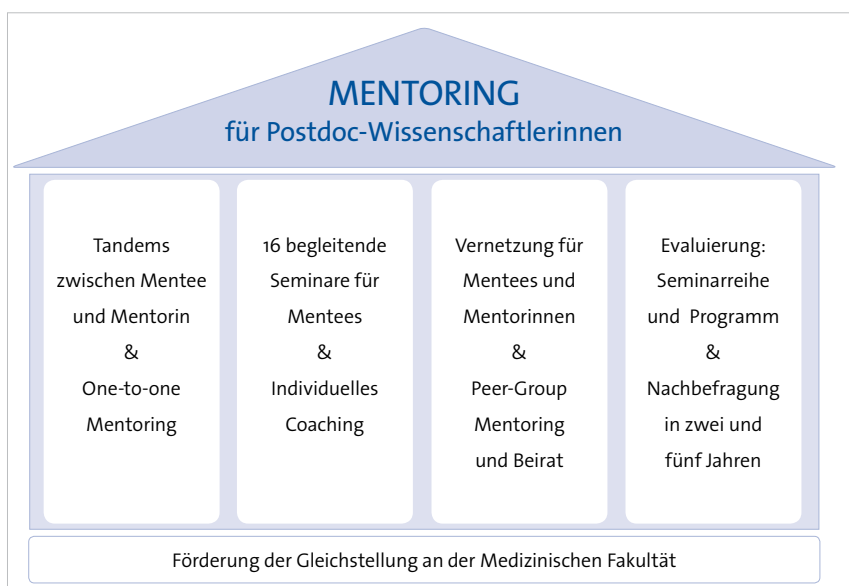 MENTORING
für Postdoc-Wissenschaftlerinnen
Tandems
zwischen Mentee
und Mentorin
&
One-to-one
Mentoring
16 begleitende
Seminare für
Mentees
&
Individuelles
Coaching
Vernetzung für
Mentees und
Mentorinnen
&
Peer-Group
Mentoring
und Beirat
Evaluierung:
Seminarreihe
und Programm
&
Nachbefragung
in zwei und
fünf Jahren
Förderung der Gleichstellung an der Medizinischen Fakultät